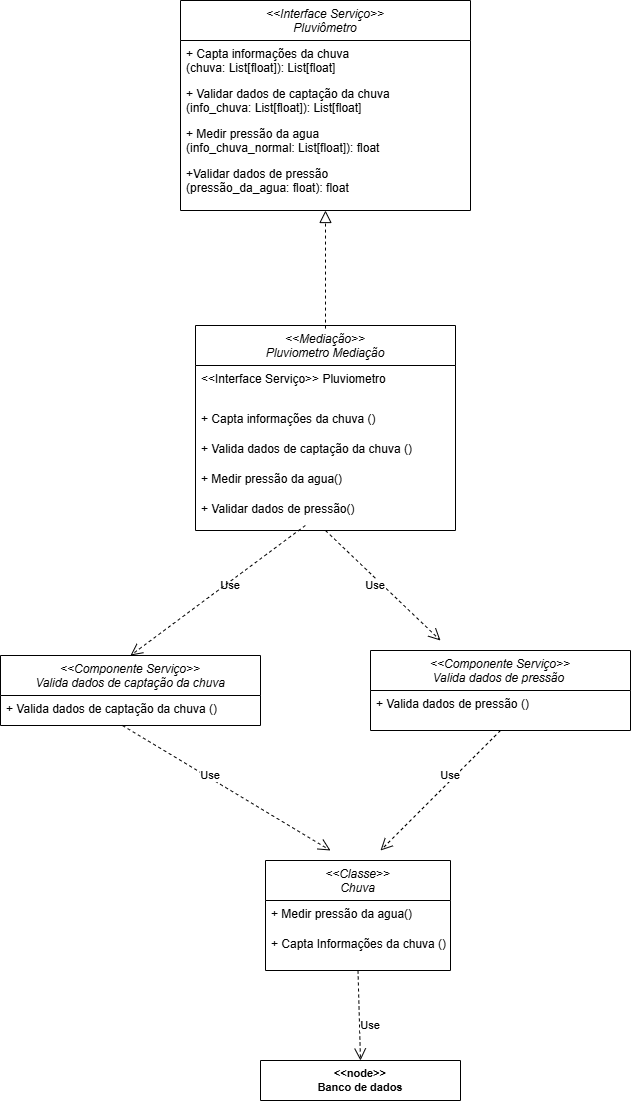 <<Interface Serviço>>
Pluviômetro
+ Capta informações da chuva
(chuva: List[float]): List[float]
+ Validar dados de captação da chuva
(info_chuva: List[float]): List[float]
+ Medir pressão da agua
(info_chuva_normal: List[float]): float
+Validar dados de pressão
(pressão_da_agua: float): float
<<Mediação>>
Pluviometro Mediação
<<Interface Serviço>> Pluviometro
+ Capta informações da chuva ()
+ Valida dados de captação da chuva ()
+ Medir pressão da agua()
+ Validar dados de pressão()
Use
Use
<<Componente Serviço>>
Valida dados de captação da chuva
+ Valida dados de captação da chuva ()
<<Componente Serviço>>
Valida dados de pressão
+ Valida dados de pressão ()
Use
Use
<<Classe>>
Chuva
+ Medir pressão da agua()
+ Capta Informações da chuva ()
Use
<<node>>
Banco de dados